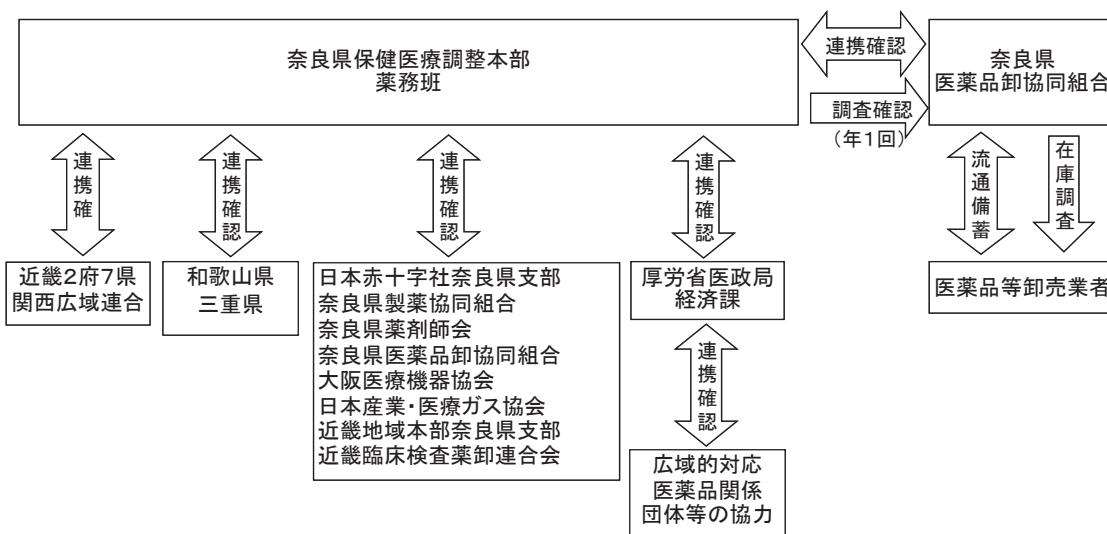 奈良県保健医療調整本部
薬務班
連携確認
調査確認
（年1回）
奈良県
医薬品卸協同組合
連携確
連携確認
連携確認
連携確認
流通備蓄
在庫調査
近畿2府7県
関西広域連合
和歌山県
三重県
日本赤十字社奈良県支部
奈良県製薬協同組合
奈良県薬剤師会
奈良県医薬品卸協同組合
大阪医療機器協会
日本産業・医療ガス協会
近畿地域本部奈良県支部
近畿臨床検査薬卸連合会
厚労省医政局
経済課
医薬品等卸売業者
連携確認
広域的対応
医薬品関係
団体等の協力